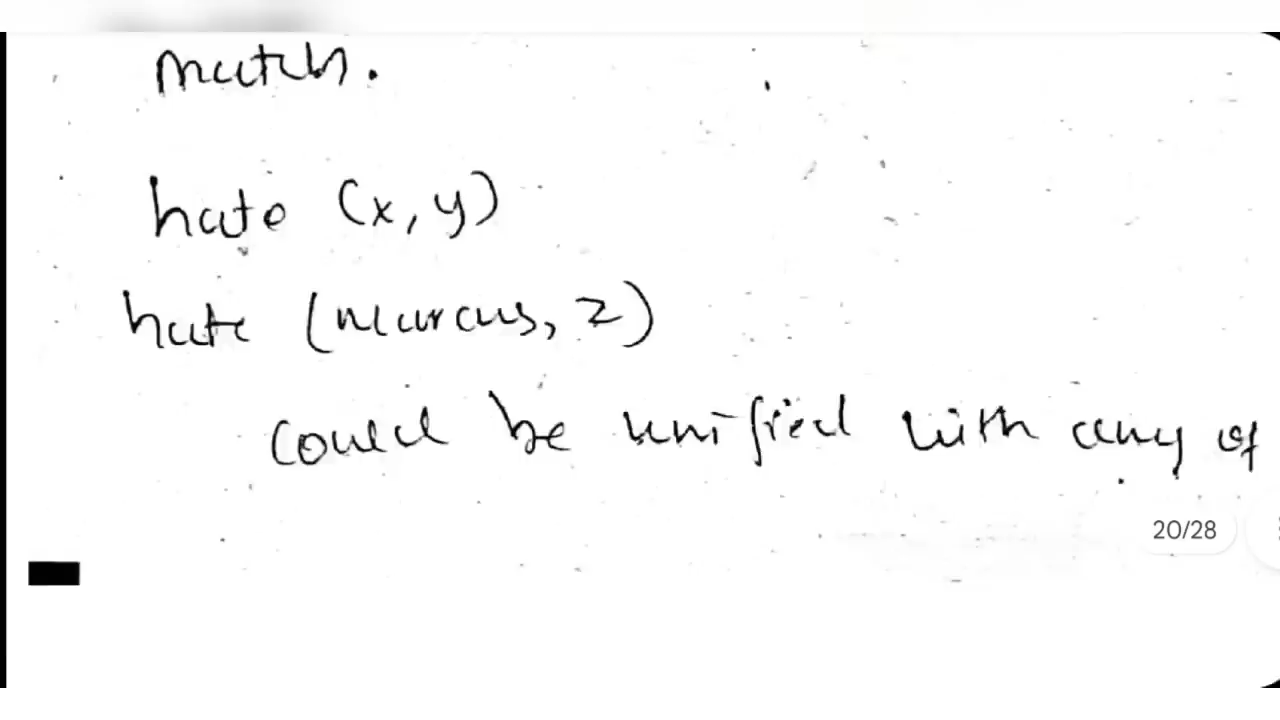 match.
hate (x, y)
hate (marcus, z)
could be unified with any of
20/28